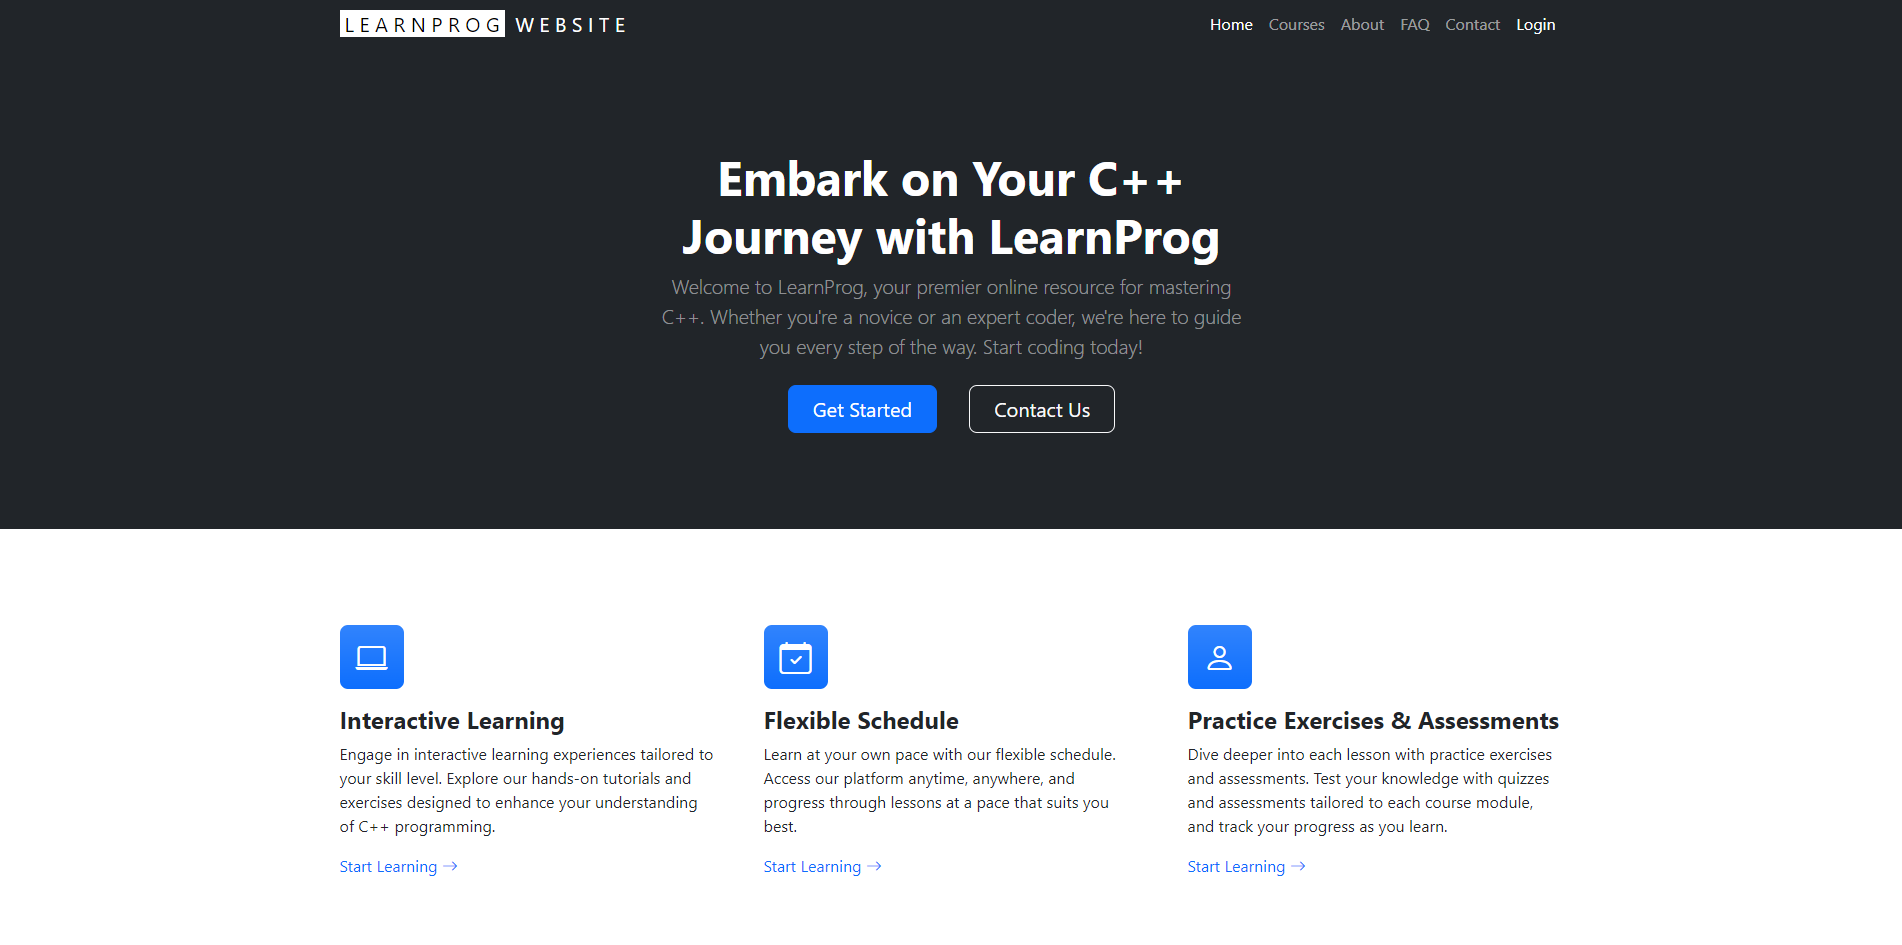 LEARNPROG WEBSITE
Home Courses About FAQ Contact Login
Embark on Your C++
Journey with LearnProg
Welcome to LearnProg, your premier online resource for mastering
C++. Whether you're a novice or an expert coder, we're here to guide
you every step of the way. Start coding today!
Get Started
Contact Us
Interactive Learning
Engage in interactive learning experiences tailored to
your skill level. Explore our hands-on tutorials and
exercises designed to enhance your understanding
of C++ programming.
Start Learning →
Flexible Schedule
Learn at your own pace with our flexible schedule.
Access our platform anytime, anywhere, and
progress through lessons at a pace that suits you
best.
Start Learning →
Practice Exercises & Assessments
Dive deeper into each lesson with practice exercises
and assessments. Test your knowledge with quizzes
and assessments tailored to each course module,
and track your progress as you learn.
Start Learning →